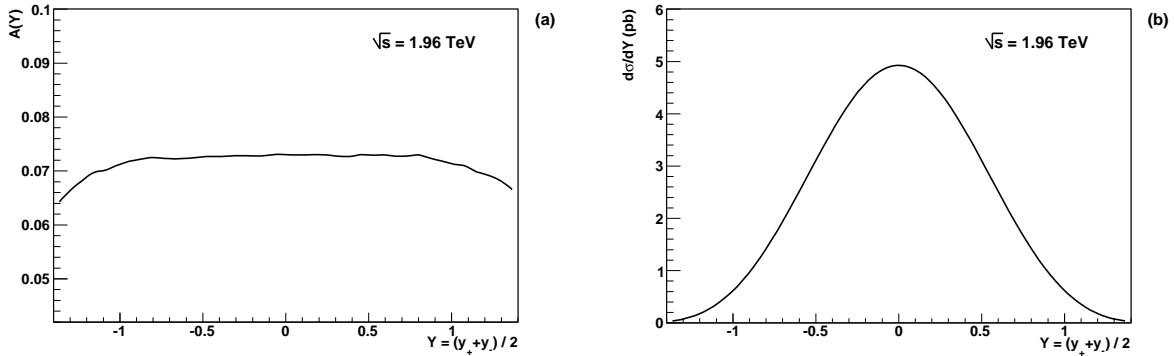 A(Y)
0.1
0.09
0.08
0.07
0.06
0.05
-1
-0.5
0
0.5
1
Y = (y₊+y₋) / 2
√s = 1.96 TeV
(a)
dσ/dY (pb)
6
5
4
3
2
1
0
-1
-0.5
0
0.5
1
Y = (y₊+y₋) / 2
√s = 1.96 TeV
(b)